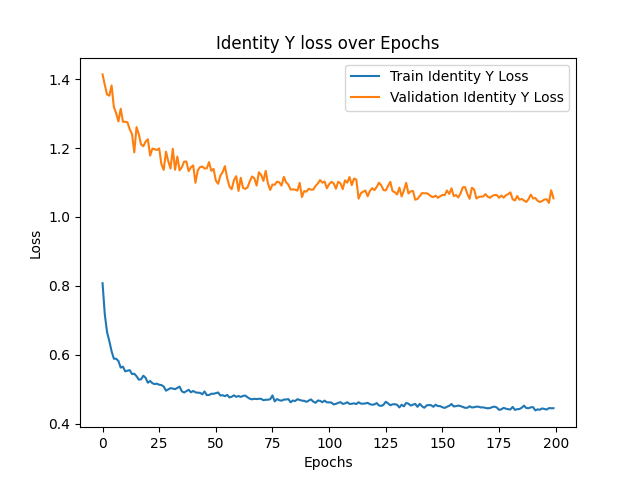 Identity Y loss over Epochs
Train Identity Y Loss
Validation Identity Y Loss
Loss
1.4
1.2
1.0
0.8
0.6
0.4
0 25 50 75 100 125 150 175 200
Epochs